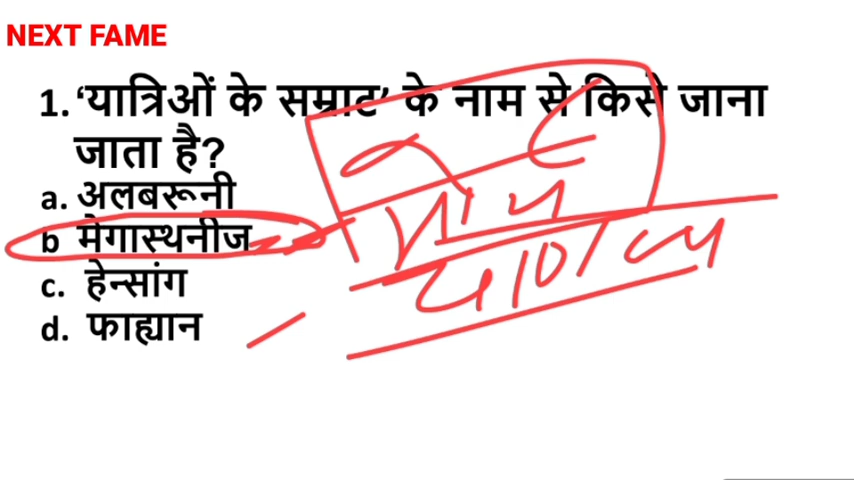 NEXT FAME
1. ‘यात्रिओं के सम्राट’ के नाम से किसे जाना
जाता है?
a. अलबरूनी
b मेगास्थनीज
c. हेन्सांग
d. फाह्यान